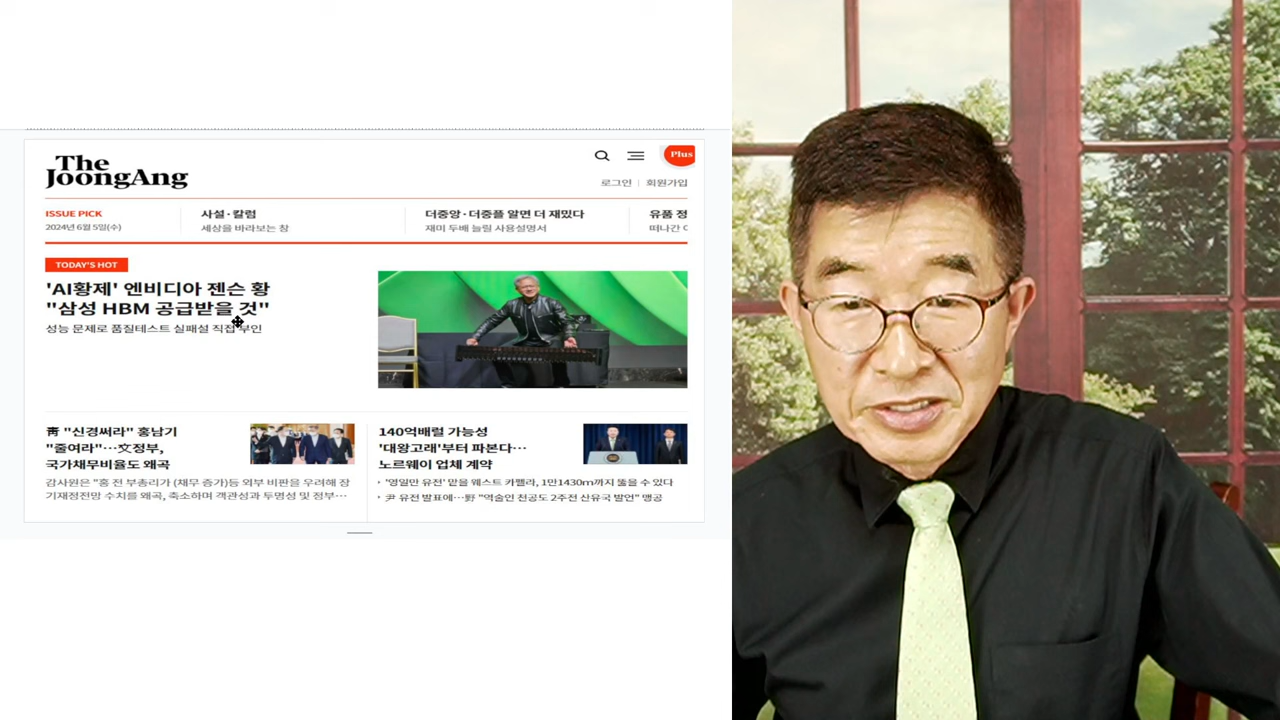 The
JoongAng
Plus
로그인 | 회원가입
ISSUE PICK
2024년 6월 5일(수)
사설·칼럼
세상을 바라보는 창
더중앙·더중플 알면 더 재밌다
재미 두배 늘릴 사용설명서
유품 정
떠나간
TODAY'S HOT
'AI황제' 엔비디아 젠슨 황
"삼성 HBM 공급받을 것"
성능 문제로 품질테스트 실패설 직접 부인
靑 "신경써라" 홍남기
"줄여라"…文정부,
국가채무비율도 왜곡
감사원은 "홍 전 부총리가 (채무 증가)등 외부 비판을 우려해 장
기재정전망 수치를 왜곡, 축소하며 객관성과 투명성 및 정부…
140억배럴 가능성
'대왕고래'부터 파본다…
노르웨이 업체 계약
'영일만 유전' 맡을 웨스트 카펠라, 1만1430m까지 뚫을 수 있다
尹 유전 발표에…野 "역술인 천공도 2주전 산유국 발언" 맹공